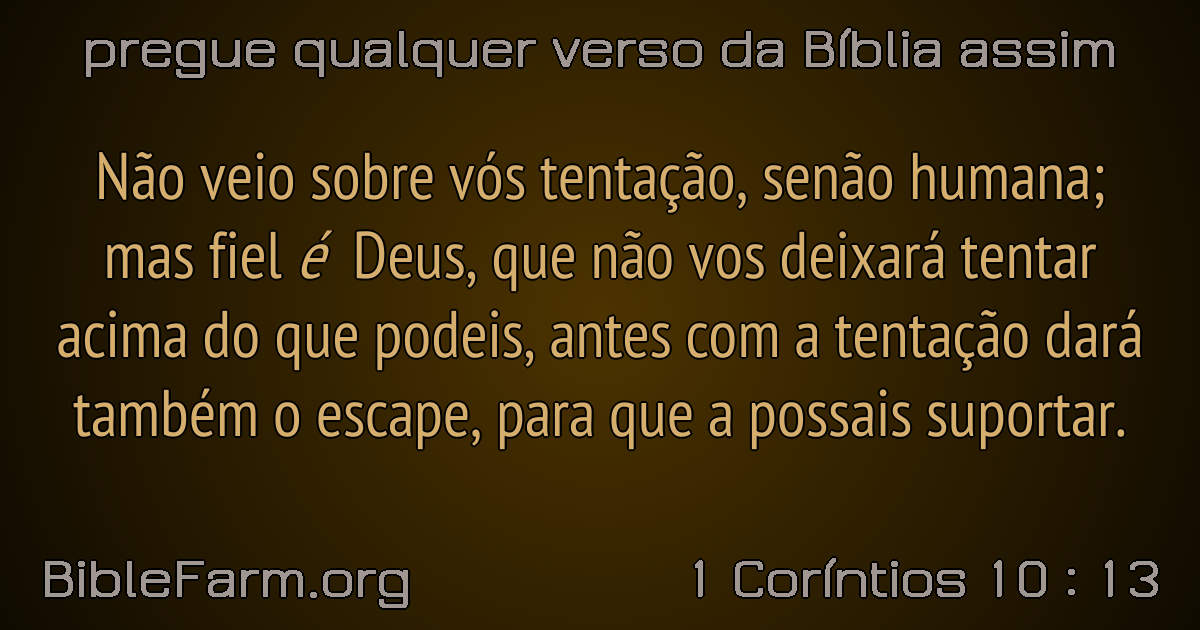 pregue qualquer verso da Bíblia assim
Não veio sobre vós tentação, senão humana;
mas fiel é Deus, que não vos deixará tentar
acima do que podeis, antes com a tentação dará
também o escape, para que a possais suportar.
BibleFarm.org
1 Coríntios 10 : 13